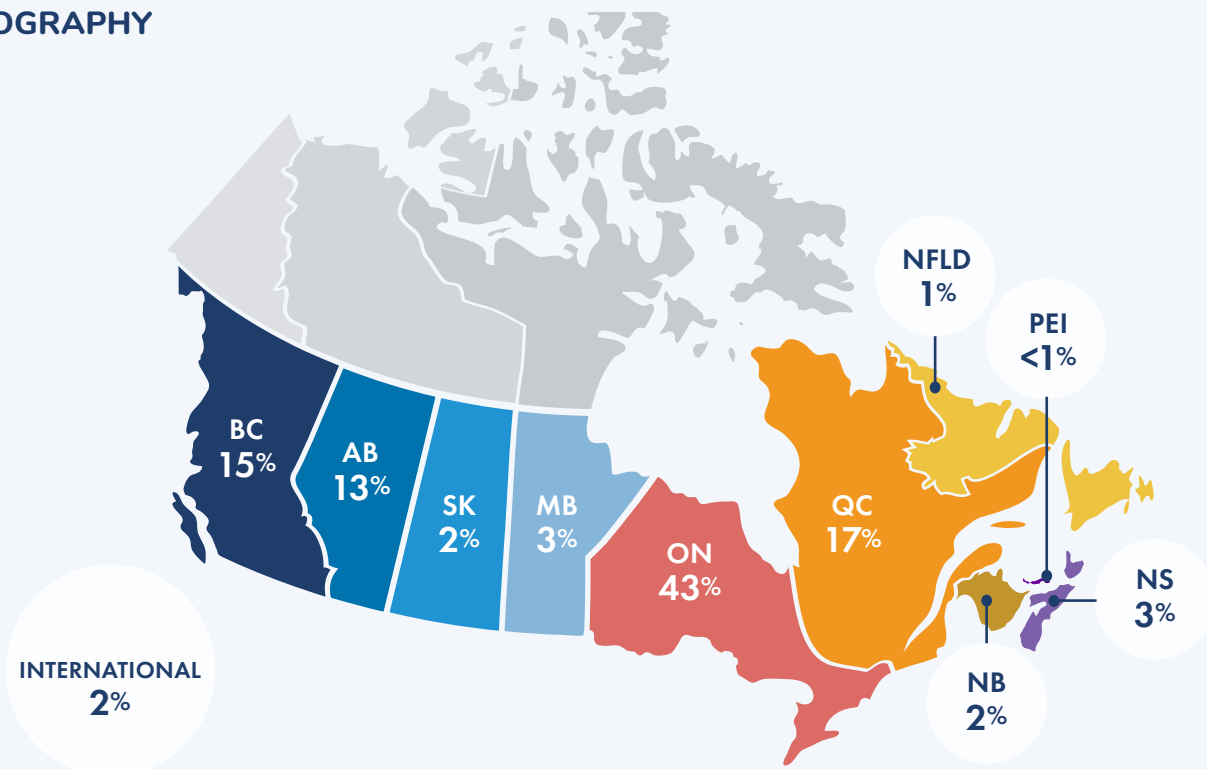 OGRAPHY
NFLD
1%
PEI
<1%
BC
15%
AB
13%
SK
2%
MB
3%
QC
17%
ON
43%
NS
3%
INTERNATIONAL
2%
NB
2%